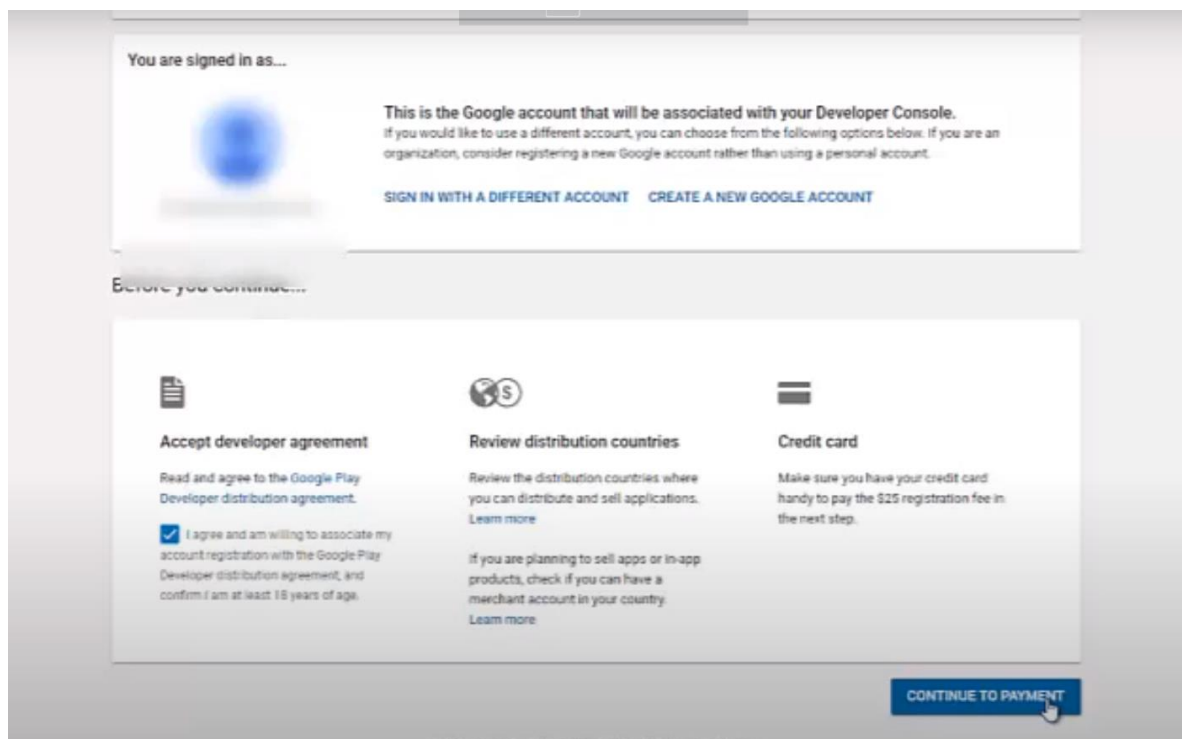 You are signed in as...
This is the Google account that will be associated with your Developer Console.
If you would like to use a different account, you can choose from the following options below. If you are an
organization, consider registering a new Google account rather than using a personal account.
SIGN IN WITH A DIFFERENT ACCOUNT CREATE A NEW GOOGLE ACCOUNT
Before you continue...
Accept developer agreement
Read and agree to the Google Play
Developer distribution agreement.
I agree and am willing to associate my
account registration with the Google Play
Developer distribution agreement, and
confirm I am at least 18 years of age.
Review distribution countries
Review the distribution countries where
you can distribute and sell applications.
Learn more
If you are planning to sell apps or in-app
products, check if you can have a
merchant account in your country.
Learn more
Credit card
Make sure you have your credit card
handy to pay the $25 registration fee in
the next step.
CONTINUE TO PAYMENT